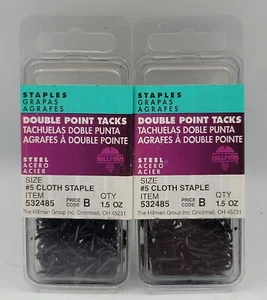 STAPLES
GRAPAS
AGRAFES
DOUBLE POINT TACKS
TACHUELAS DOBLE PUNTA
AGRAFES À DOUBLE POINTE
HILLMAN
STEEL
ACERO
ACIER
SIZE
#5 CLOTH STAPLE
ITEM PRICE CODE B QTY
532485 1.5 OZ
The Hillman Group Inc. Cincinnati, OH 45231
STAPLES
GRAPAS
AGRAFES
DOUBLE POINT TACKS
TACHUELAS DOBLE PUNTA
AGRAFES À DOUBLE POINTE
HILLMAN
STEEL
ACERO
ACIER
SIZE
#5 CLOTH STAPLE
ITEM PRICE CODE B QTY
532485 1.5 OZ
The Hillman Group Inc. Cincinnati, OH 45231